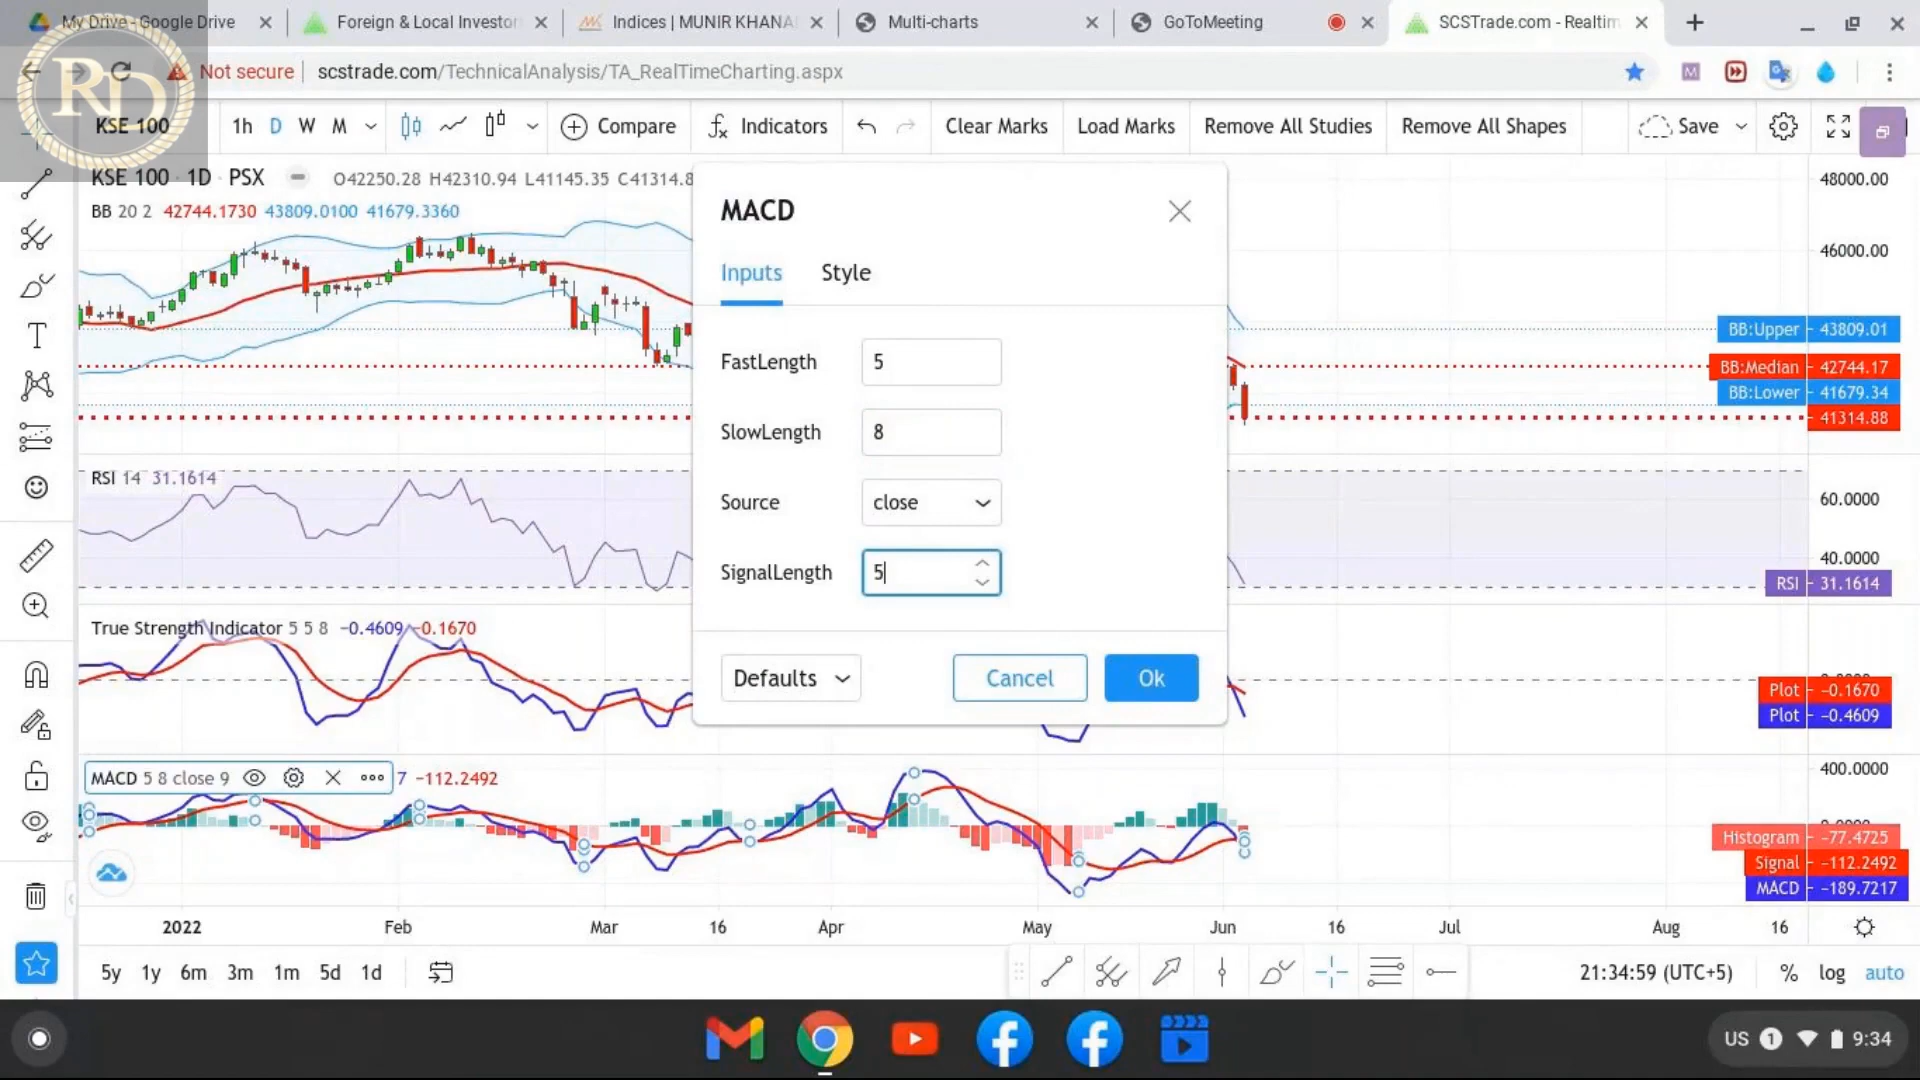 My Drive - Google Drive
Foreign & Local Investor
Indices | MUNIR KHANA
Multi-charts
GoToMeeting
SCSTrade.com - Realtim
RD
Not secure
scstrade.com/TechnicalAnalysis/TA_RealTimeCharting.aspx
KSE 100
1h D W M
Compare
Indicators
Clear Marks
Load Marks
Remove All Studies
Remove All Shapes
Save
KSE 100 · 1D · PSX
O42250.28 H42310.94 L41145.35 C41314.8
BB 20 2 42744.1730 43809.0100 41679.3360
48000.00
46000.00
BB:Upper 43809.01
BB:Median 42744.17
BB:Lower 41679.34
41314.88
MACD
Inputs
Style
FastLength
5
SlowLength
8
Source
close
SignalLength
5
Defaults
Cancel
Ok
RSI 14 31.1614
60.0000
40.0000
RSI 31.1614
True Strength Indicator 5 5 8 −0.4609 −0.1670
Plot −0.1670
Plot −0.4609
MACD 5 8 close 9
7 −112.2492
400.0000
Histogram −77.4725
Signal −112.2492
MACD −189.7217
2022 Feb Mar 16 Apr May Jun 16 Jul Aug 16
5y 1y 6m 3m 1m 5d 1d
21:34:59 (UTC+5)
% log auto
US 1 9:34